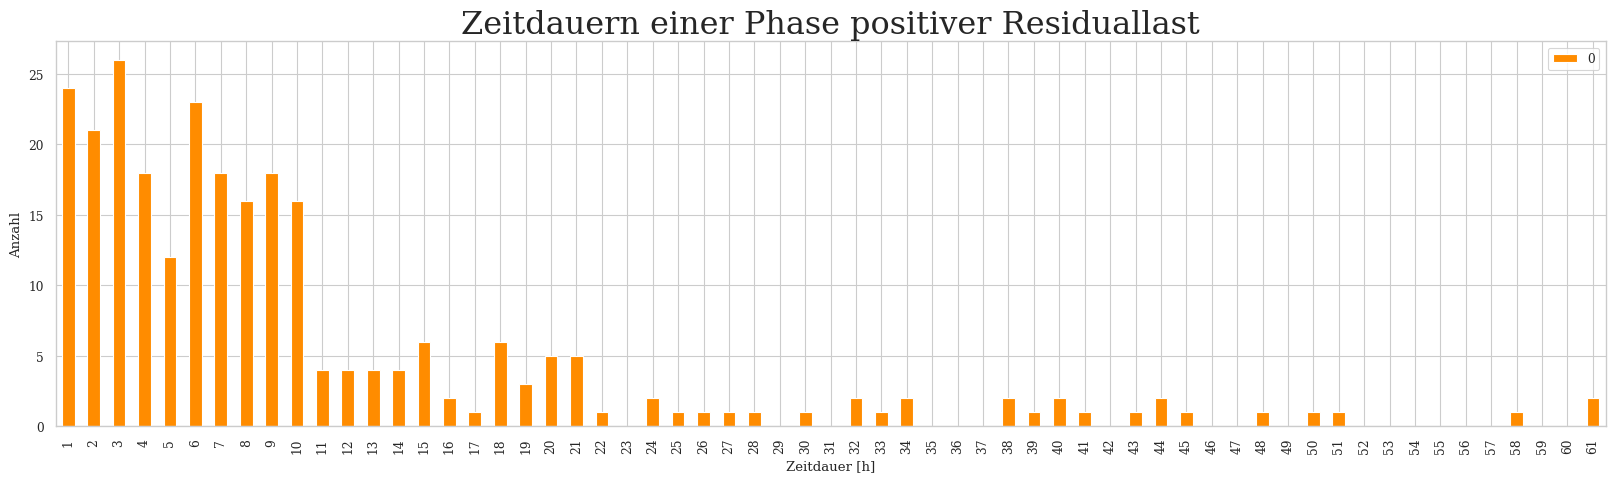 Zeitdauern einer Phase positiver Residuallast
0
25
20
15
10
5
0
Anzahl
1 2 3 4 5 6 7 8 9 10 11 12 13 14 15 16 17 18 19 20 21 22 23 24 25 26 27 28 29 30 31 32 33 34 35 36 37 38 39 40 41 42 43 44 45 46 47 48 49 50 51 52 53 54 55 56 57 58 59 60 61
Zeitdauer [h]